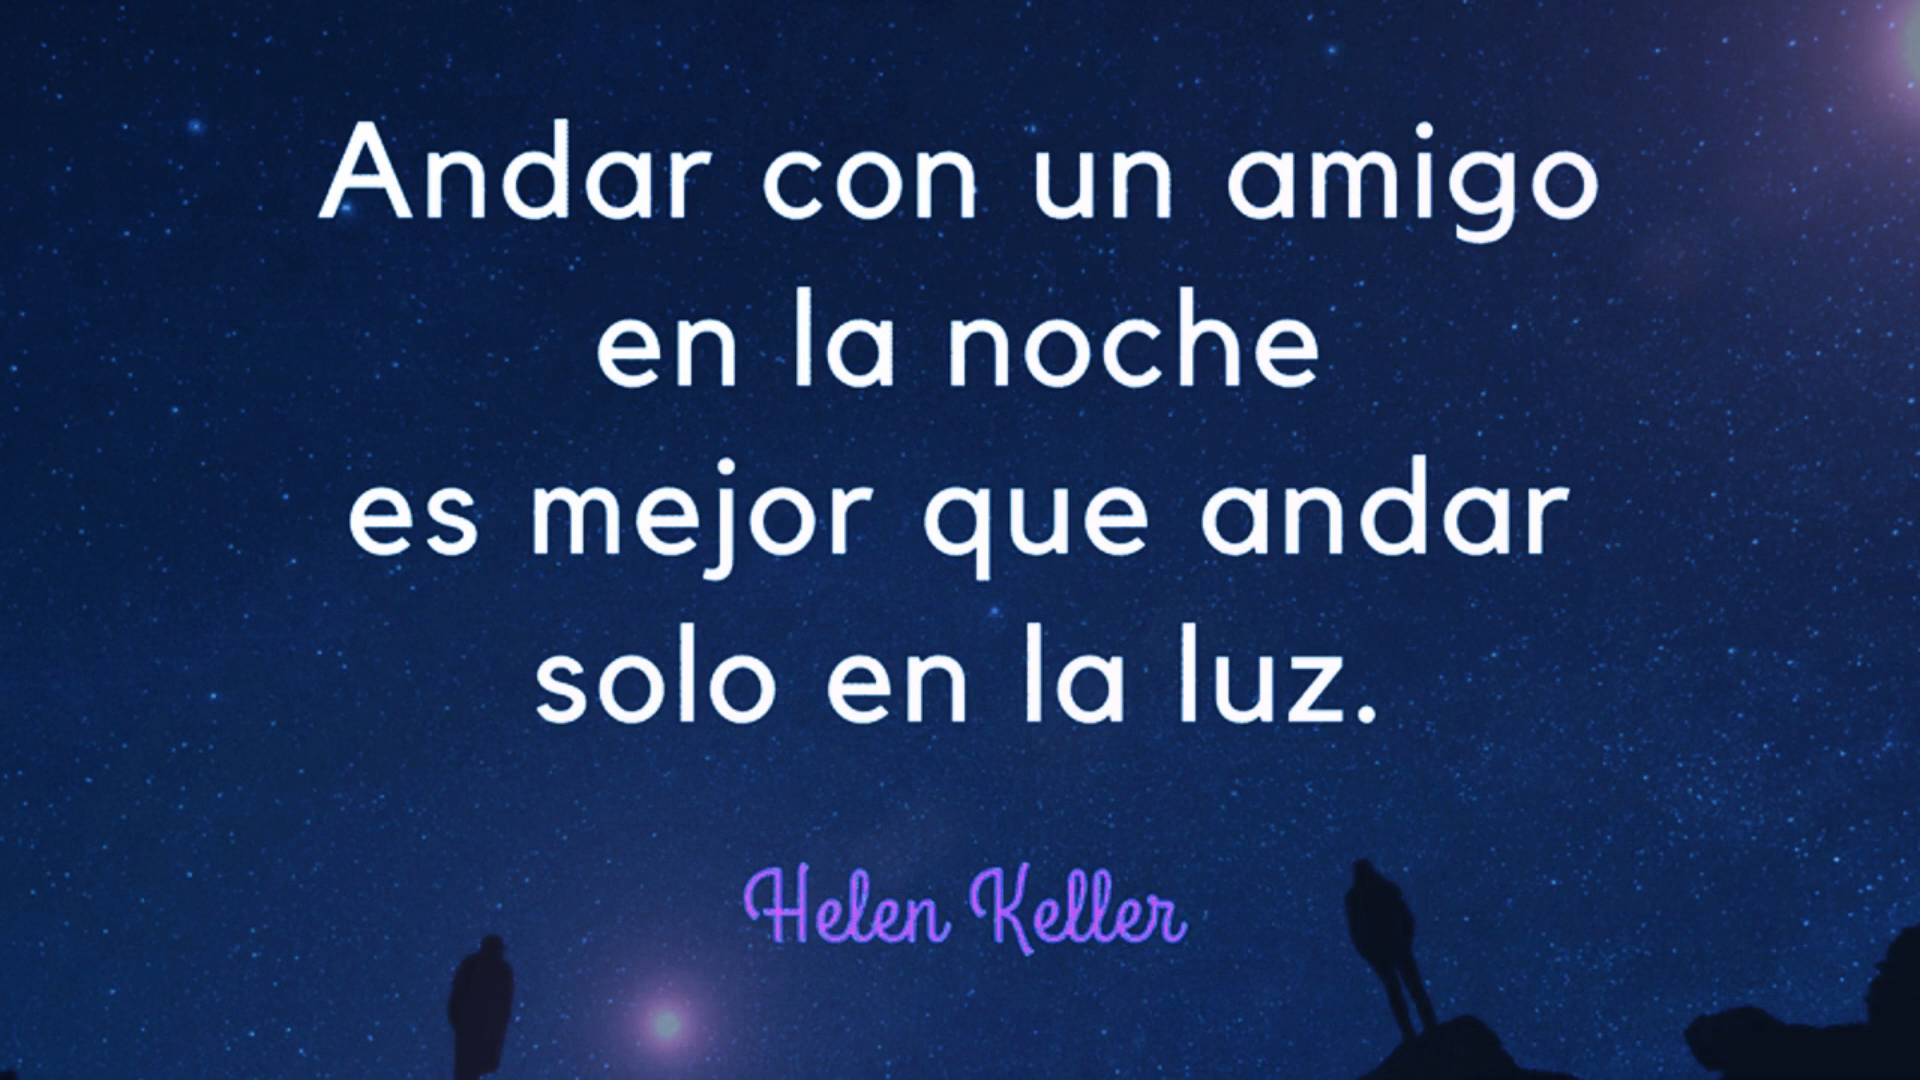 Andar con un amigo
en la noche
es mejor que andar
solo en la luz.
Helen Keller